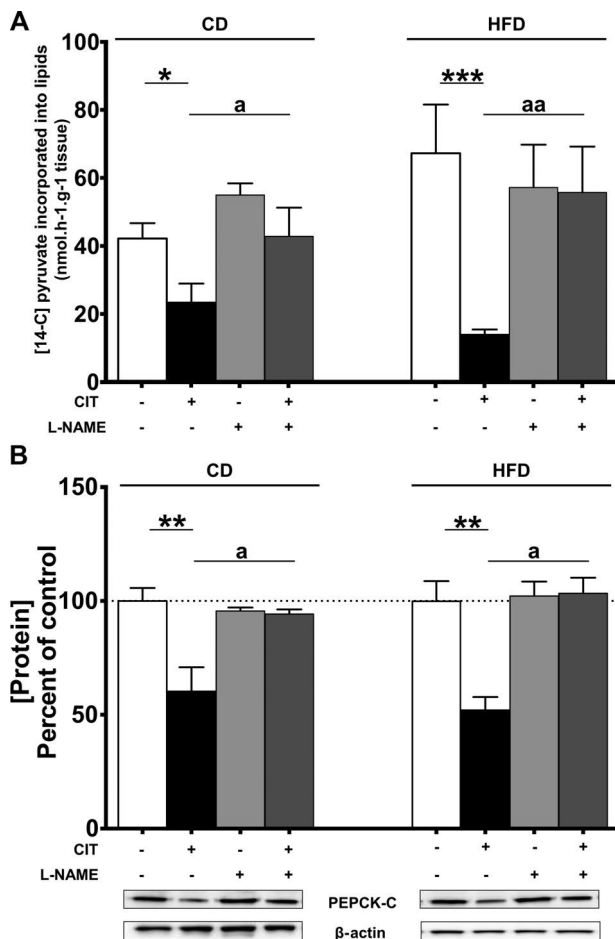 A
CD
HFD
[14-C] pyruvate incorporated into lipids
(nmol.h-1.g-1 tissue)
100
80
60
40
20
0
*
a
***
aa
CIT - + - + - + - +
L-NAME - - + + - - + +
B
CD
HFD
[Protein]
Percent of control
150
100
50
0
**
a
**
a
CIT - + - + - + - +
L-NAME - - + + - - + +
PEPCK-C
β-actin